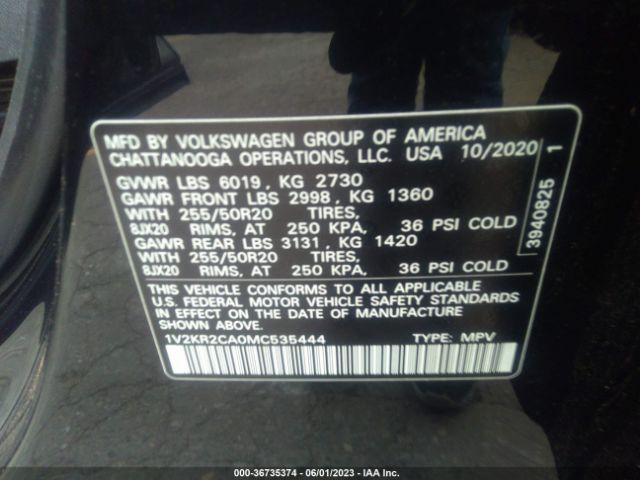 MFD BY VOLKSWAGEN GROUP OF AMERICA
CHATTANOOGA OPERATIONS, LLC. USA 10/2020
GVWR LBS 6019, KG 2730
GAWR FRONT LBS 2998, KG 1360
WITH 255/50R20 TIRES,
8JX20 RIMS, AT 250 KPA, 36 PSI COLD
GAWR REAR LBS 3131, KG 1420
WITH 255/50R20 TIRES,
8JX20 RIMS, AT 250 KPA, 36 PSI COLD
THIS VEHICLE CONFORMS TO ALL APPLICABLE
U.S. FEDERAL MOTOR VEHICLE SAFETY STANDARDS
IN EFFECT ON THE DATE OF MANUFACTURE
SHOWN ABOVE.
1V2KR2CA0MC535444 TYPE: MPV
3940825 1
000-36735374 - 06/01/2023 - IAA Inc.